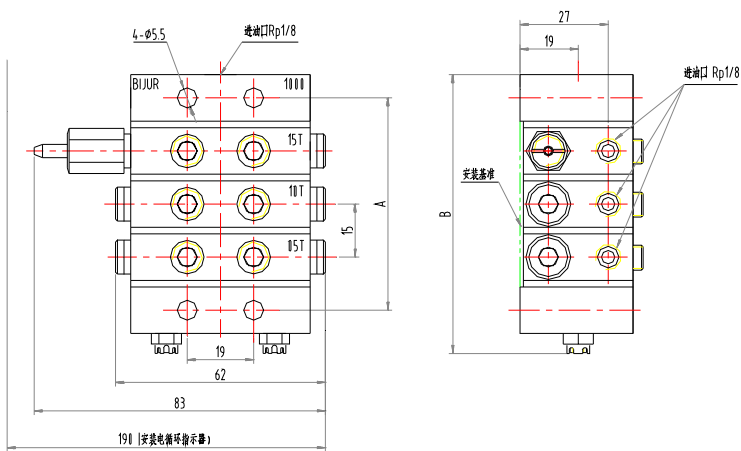 27
4-Ø5.5
进油口Rp1/8
19
进油口 Rp1/8
BIJUR
1000
15T
安装基准
10T
A
B
15
05T
19
62
83
190 (安装电循环指示器)